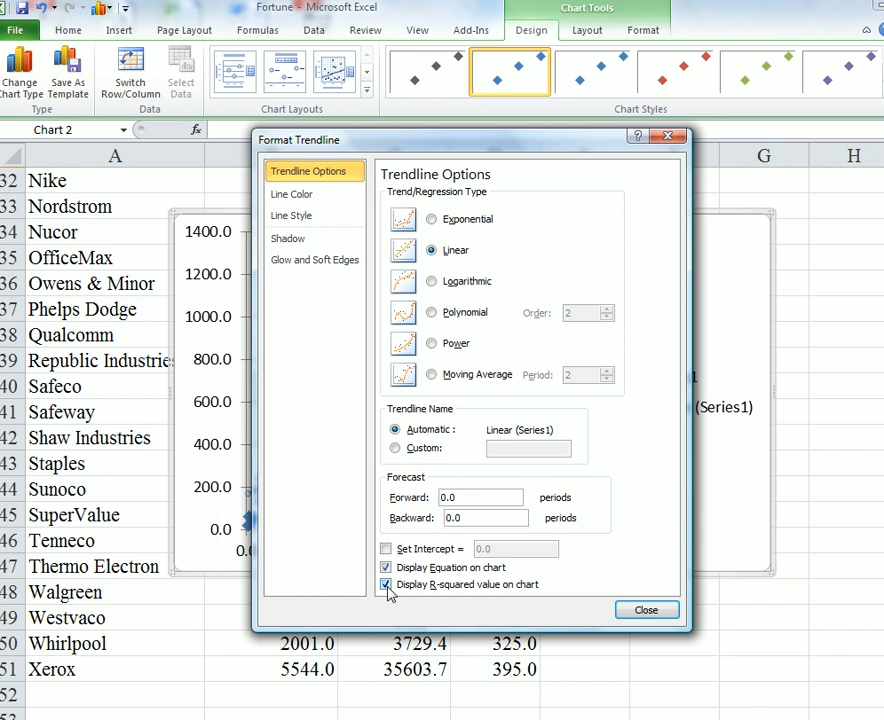 Fortune - Microsoft Excel
Chart Tools
File
Home
Insert
Page Layout
Formulas
Data
Review
View
Add-Ins
Design
Layout
Format
Change
Chart Type
Save As
Template
Switch
Row/Column
Select
Data
Type
Data
Chart Layouts
Chart Styles
Chart 2
fx
Format Trendline
?
A
G
H
32 Nike
33 Nordstrom
34 Nucor
35 OfficeMax
36 Owens & Minor
37 Phelps Dodge
38 Qualcomm
39 Republic Industries
40 Safeco
41 Safeway
42 Shaw Industries
43 Staples
44 Sunoco
45 SuperValue
46 Tenneco
47 Thermo Electron
48 Walgreen
49 Westvaco
50 Whirlpool 2001.0 3729.4 325.0
51 Xerox 5544.0 35603.7 395.0
52
53
1400.0
1200.0
1000.0
800.0
600.0
400.0
200.0
0.0
0.0
1
(Series1)
Trendline Options
Line Color
Line Style
Shadow
Glow and Soft Edges
Trendline Options
Trend/Regression Type
Exponential
Linear
Logarithmic
Polynomial Order: 2
Power
Moving Average Period: 2
Trendline Name
Automatic : Linear (Series1)
Custom:
Forecast
Forward: 0.0 periods
Backward: 0.0 periods
Set Intercept = 0.0
Display Equation on chart
Display R-squared value on chart
Close